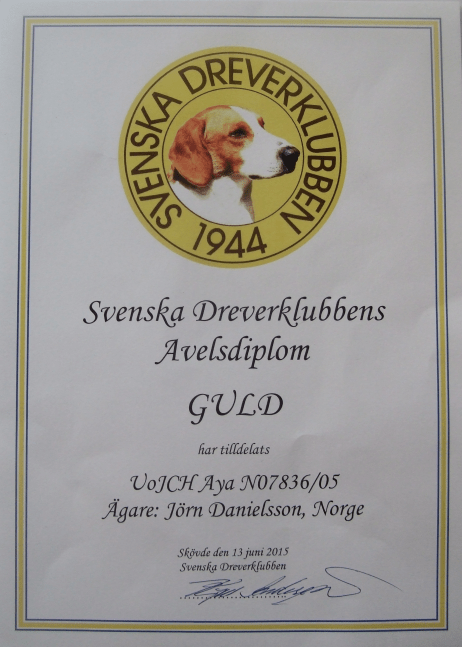 SVENSKA DREVERKLUBBEN
1944
Svenska Dreverklubbens
Avelsdiplom
GULD
har tilldelats
UoJCH Aya N07836/05
Ägare: Jörn Danielsson, Norge
Skövde den 13 juni 2015
Svenska Dreverklubben